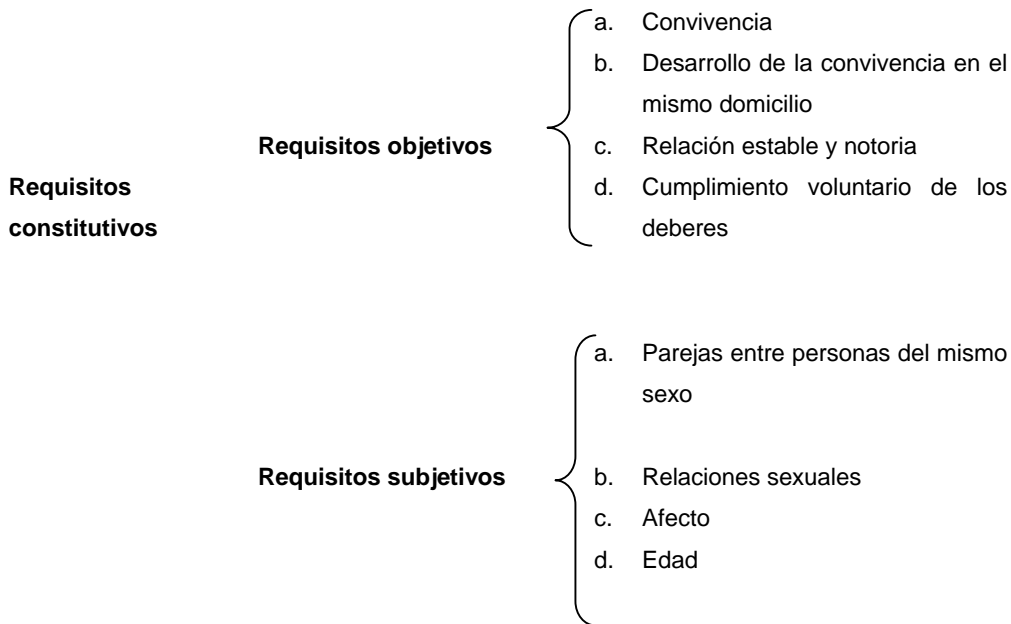 Requisitos
constitutivos
Requisitos objetivos
a. Convivencia
b. Desarrollo de la convivencia en el
mismo domicilio
c. Relación estable y notoria
d. Cumplimiento voluntario de los
deberes
Requisitos subjetivos
a. Parejas entre personas del mismo
sexo
b. Relaciones sexuales
c. Afecto
d. Edad